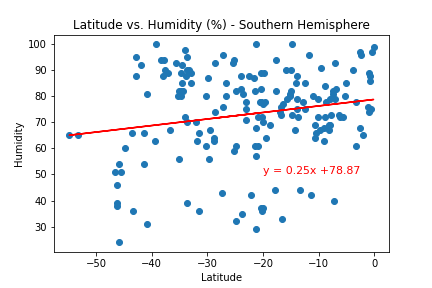 Latitude vs. Humidity (%) - Southern Hemisphere
100
90
80
70
60
50
40
30
Humidity
y = 0.25x +78.87
−50 −40 −30 −20 −10 0
Latitude